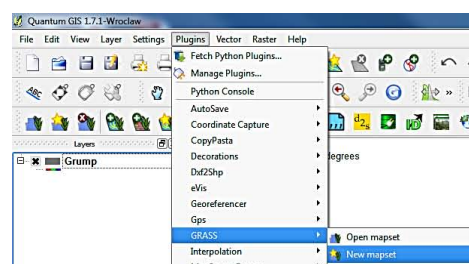 Quantum GIS 1.7.1-Wroclaw
File Edit View Layer Settings Plugins Vector Raster Help
Fetch Python Plugins...
Manage Plugins...
Python Console
AutoSave
Coordinate Capture
CopyPasta
Decorations
Dxf2Shp
eVis
Georeferencer
Gps
GRASS
Interpolation
Layers
Grump
d2s
degrees
Open mapset
New mapset